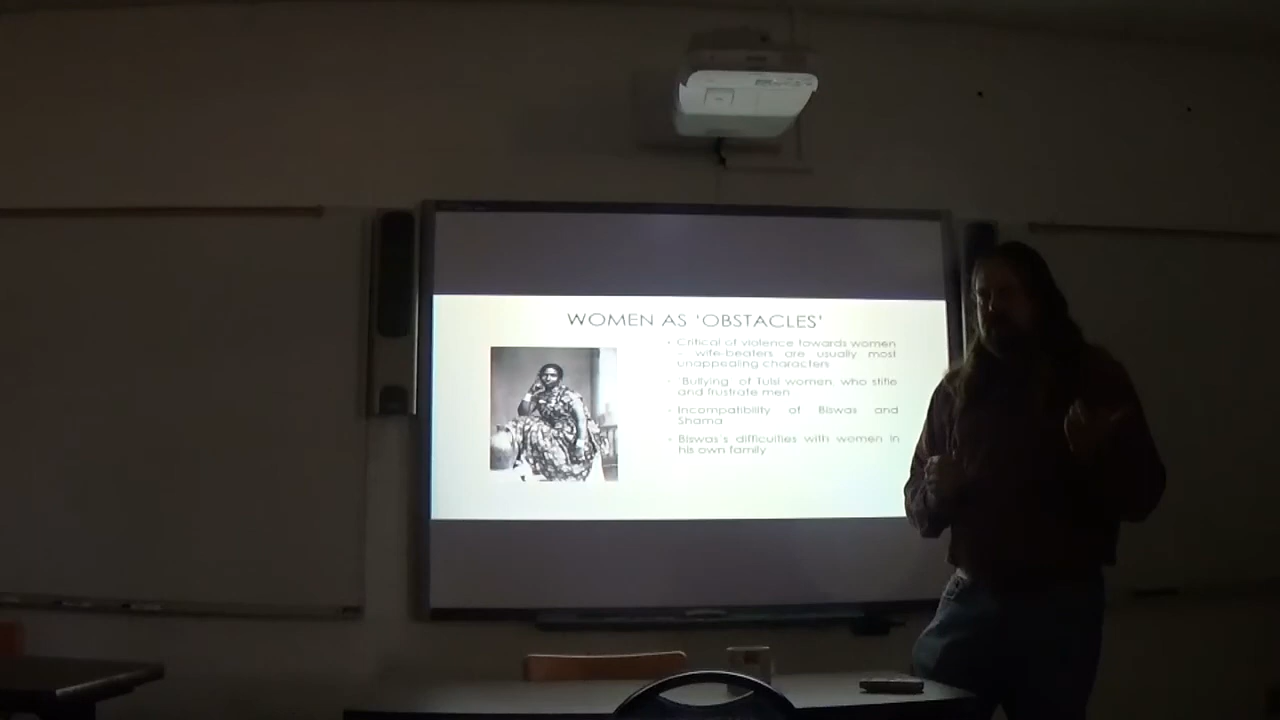 WOMEN AS 'OBSTACLES'
Critical of violence towards women
– wife-beaters are usually most
unappealing characters
'Bullying' of Tulsi women, who stifle
and frustrate men
Incompatibility of Biswas and
Shama
Biswas's difficulties with women in
his own family